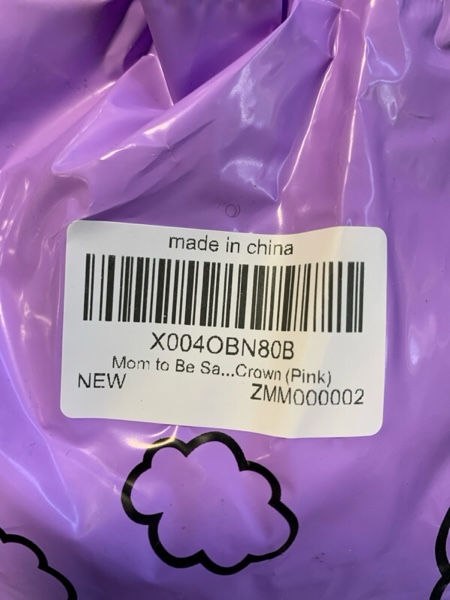 made in china
X004OBN80B
Mom to Be Sa...Crown (Pink)
NEW ZMM000002